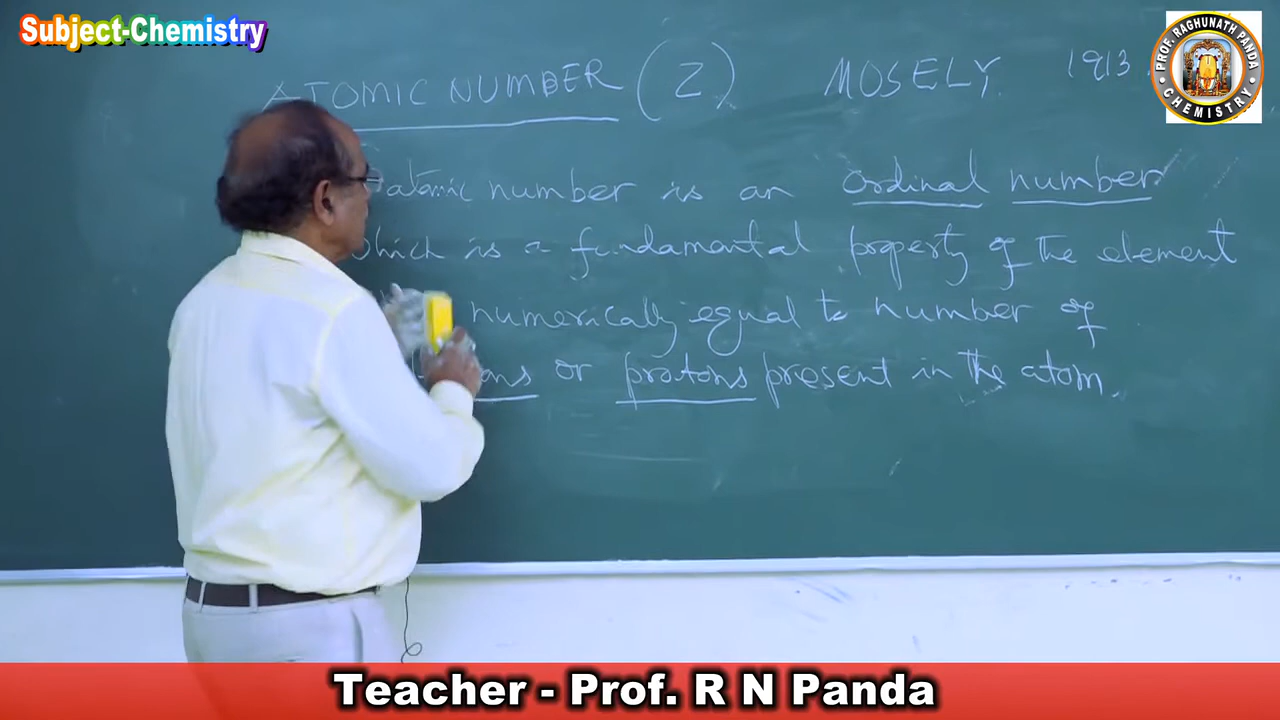 Subject-Chemistry
ATOMIC NUMBER (Z) MOSELY 1913
PROF. RAGHUNATH PANDA
CHEMISTRY
atomic number is an ordinal number
which is a fundamental property of the element
numerically equal to number of
ons or protons present in the atom.
Teacher - Prof. R N Panda